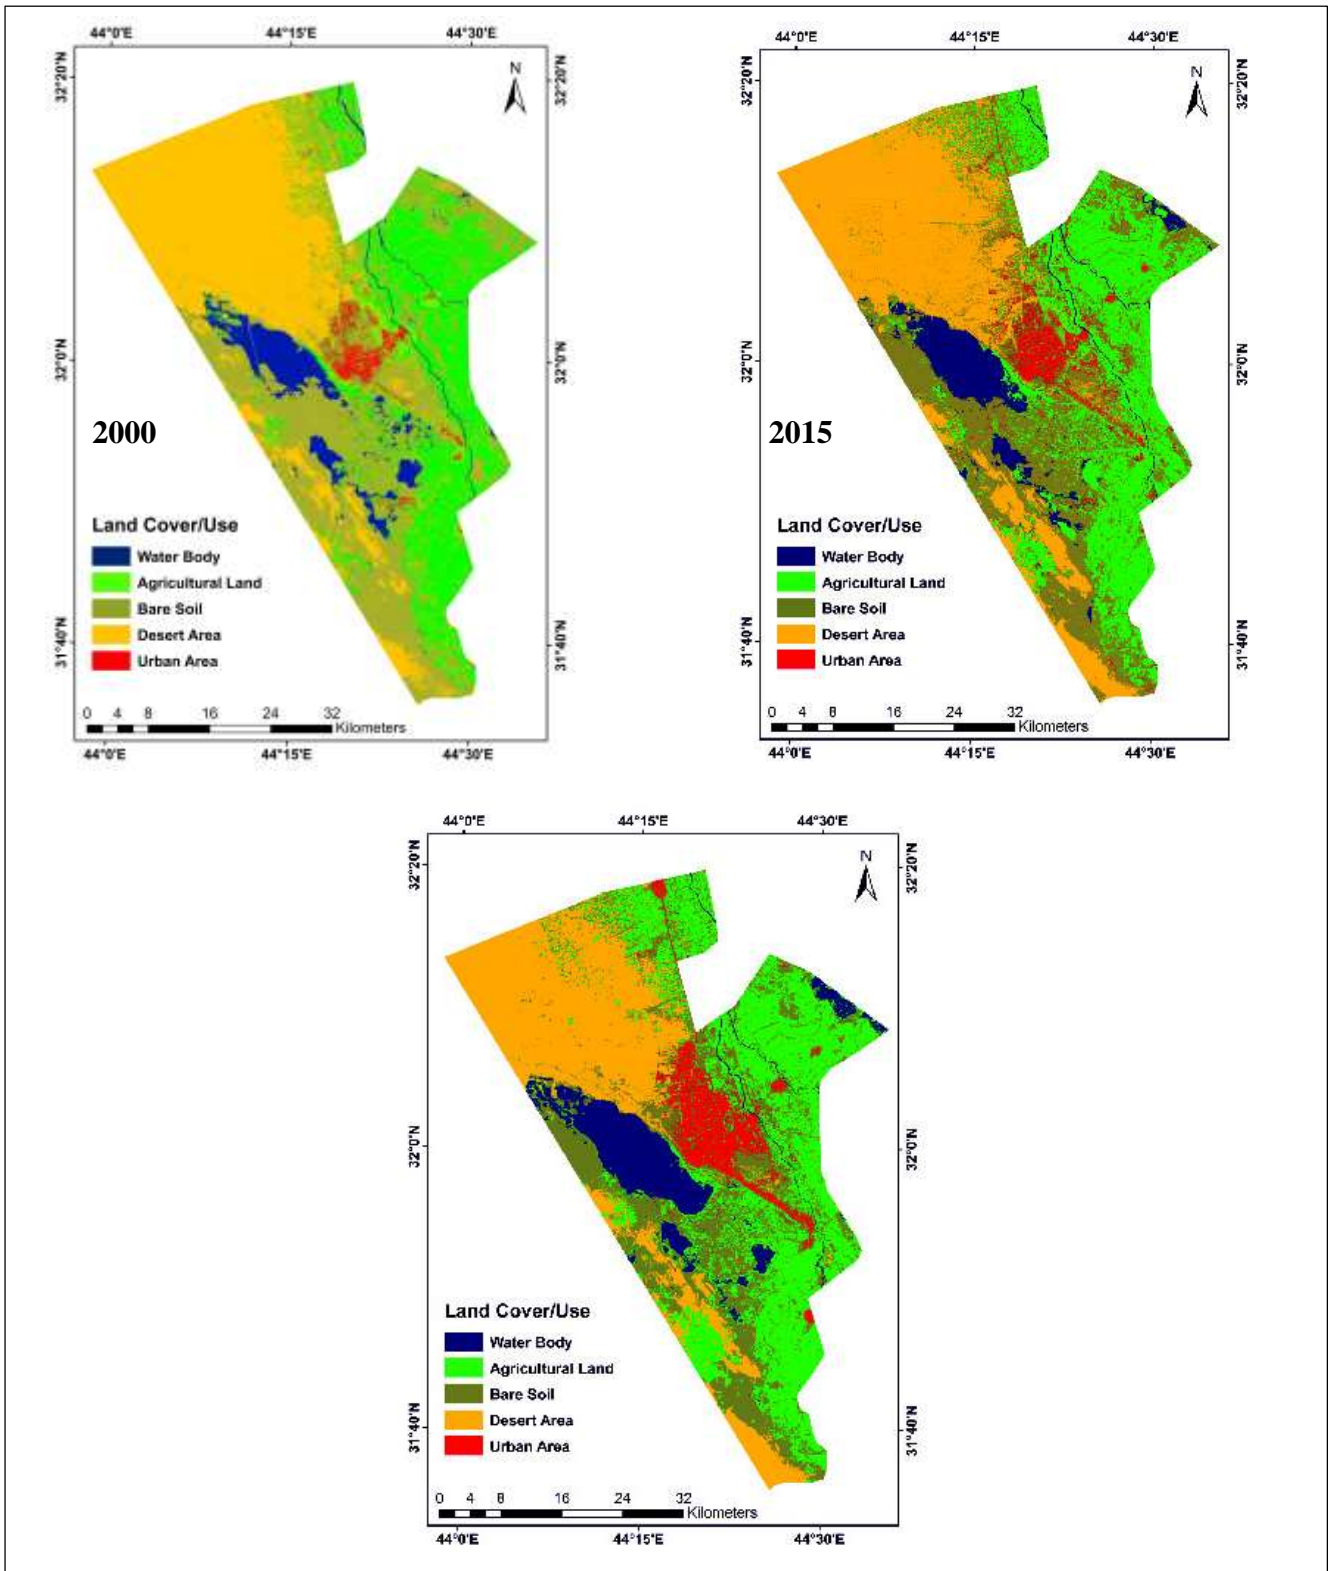 44°0'E 44°15'E 44°30'E
32°20'N 32°20'N
N
32°0'N 32°0'N
2000
31°40'N 31°40'N
Land Cover/Use
Water Body
Agricultural Land
Bare Soil
Desert Area
Urban Area
0 4 8 16 24 32
Kilometers
44°0'E 44°15'E 44°30'E
44°0'E 44°15'E 44°30'E
32°20'N 32°20'N
N
32°0'N 32°0'N
2015
31°40'N 31°40'N
Land Cover/Use
Water Body
Agricultural Land
Bare Soil
Desert Area
Urban Area
0 4 8 16 24 32
Kilometers
44°0'E 44°15'E 44°30'E
44°0'E 44°15'E 44°30'E
32°20'N 32°20'N
N
32°0'N 32°0'N
31°40'N 31°40'N
Land Cover/Use
Water Body
Agricultural Land
Bare Soil
Desert Area
Urban Area
0 4 8 16 24 32
Kilometers
44°0'E 44°15'E 44°30'E